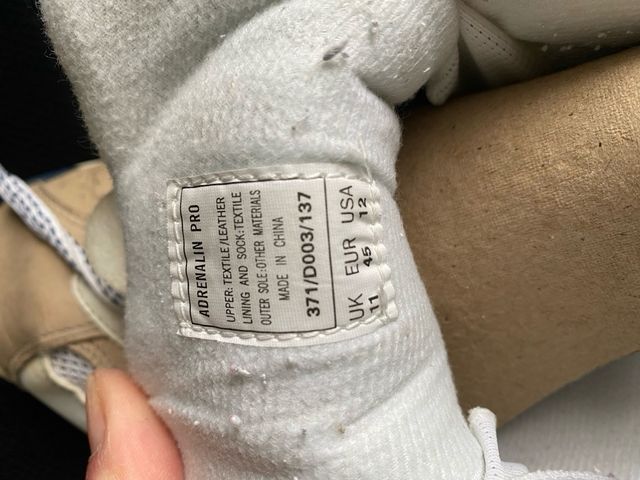 ADRENALIN PRO
UPPER:TEXTILE/LEATHER
LINING AND SOCK:TEXTILE
OUTER SOLE:OTHER MATERIALS
MADE IN CHINA
371/D003/137
UK EUR USA
11 45 12